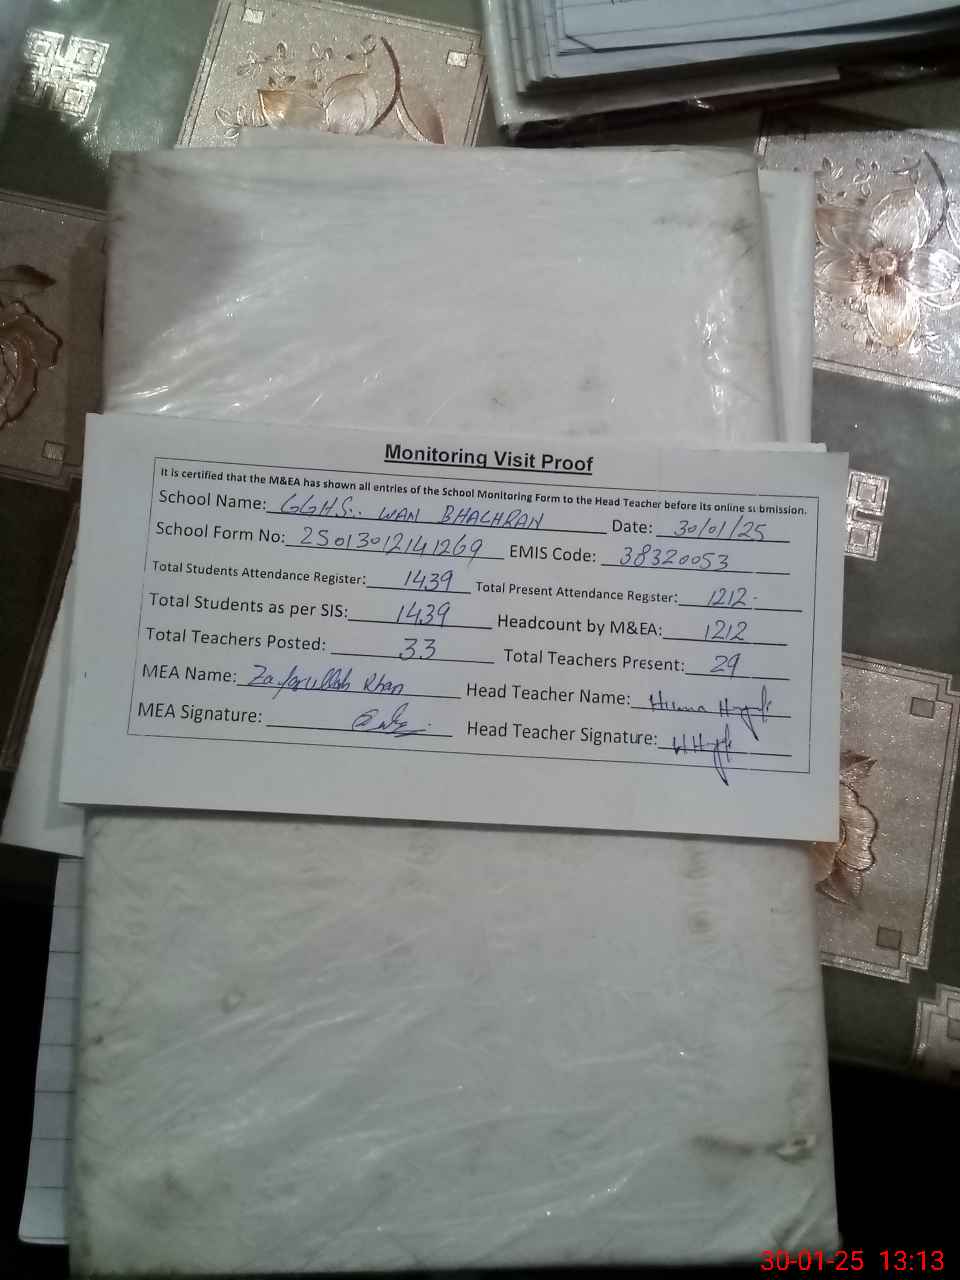 Monitoring Visit Proof
It is certified that the M&EA has shown all entries of the School Monitoring Form to the Head Teacher before its online submission.
School Name: GGHS. WAN BHACHRAN Date: 30/01/25
School Form No: 25013012141269 EMIS Code: 38320053
Total Students Attendance Register: 1439 Total Present Attendance Register: 1212
Total Students as per SIS: 1439 Headcount by M&EA: 1212
Total Teachers Posted: 33 Total Teachers Present: 29
MEA Name: Zafarullah Khan Head Teacher Name: Huma
MEA Signature: Head Teacher Signature:
30-01-25 13:13